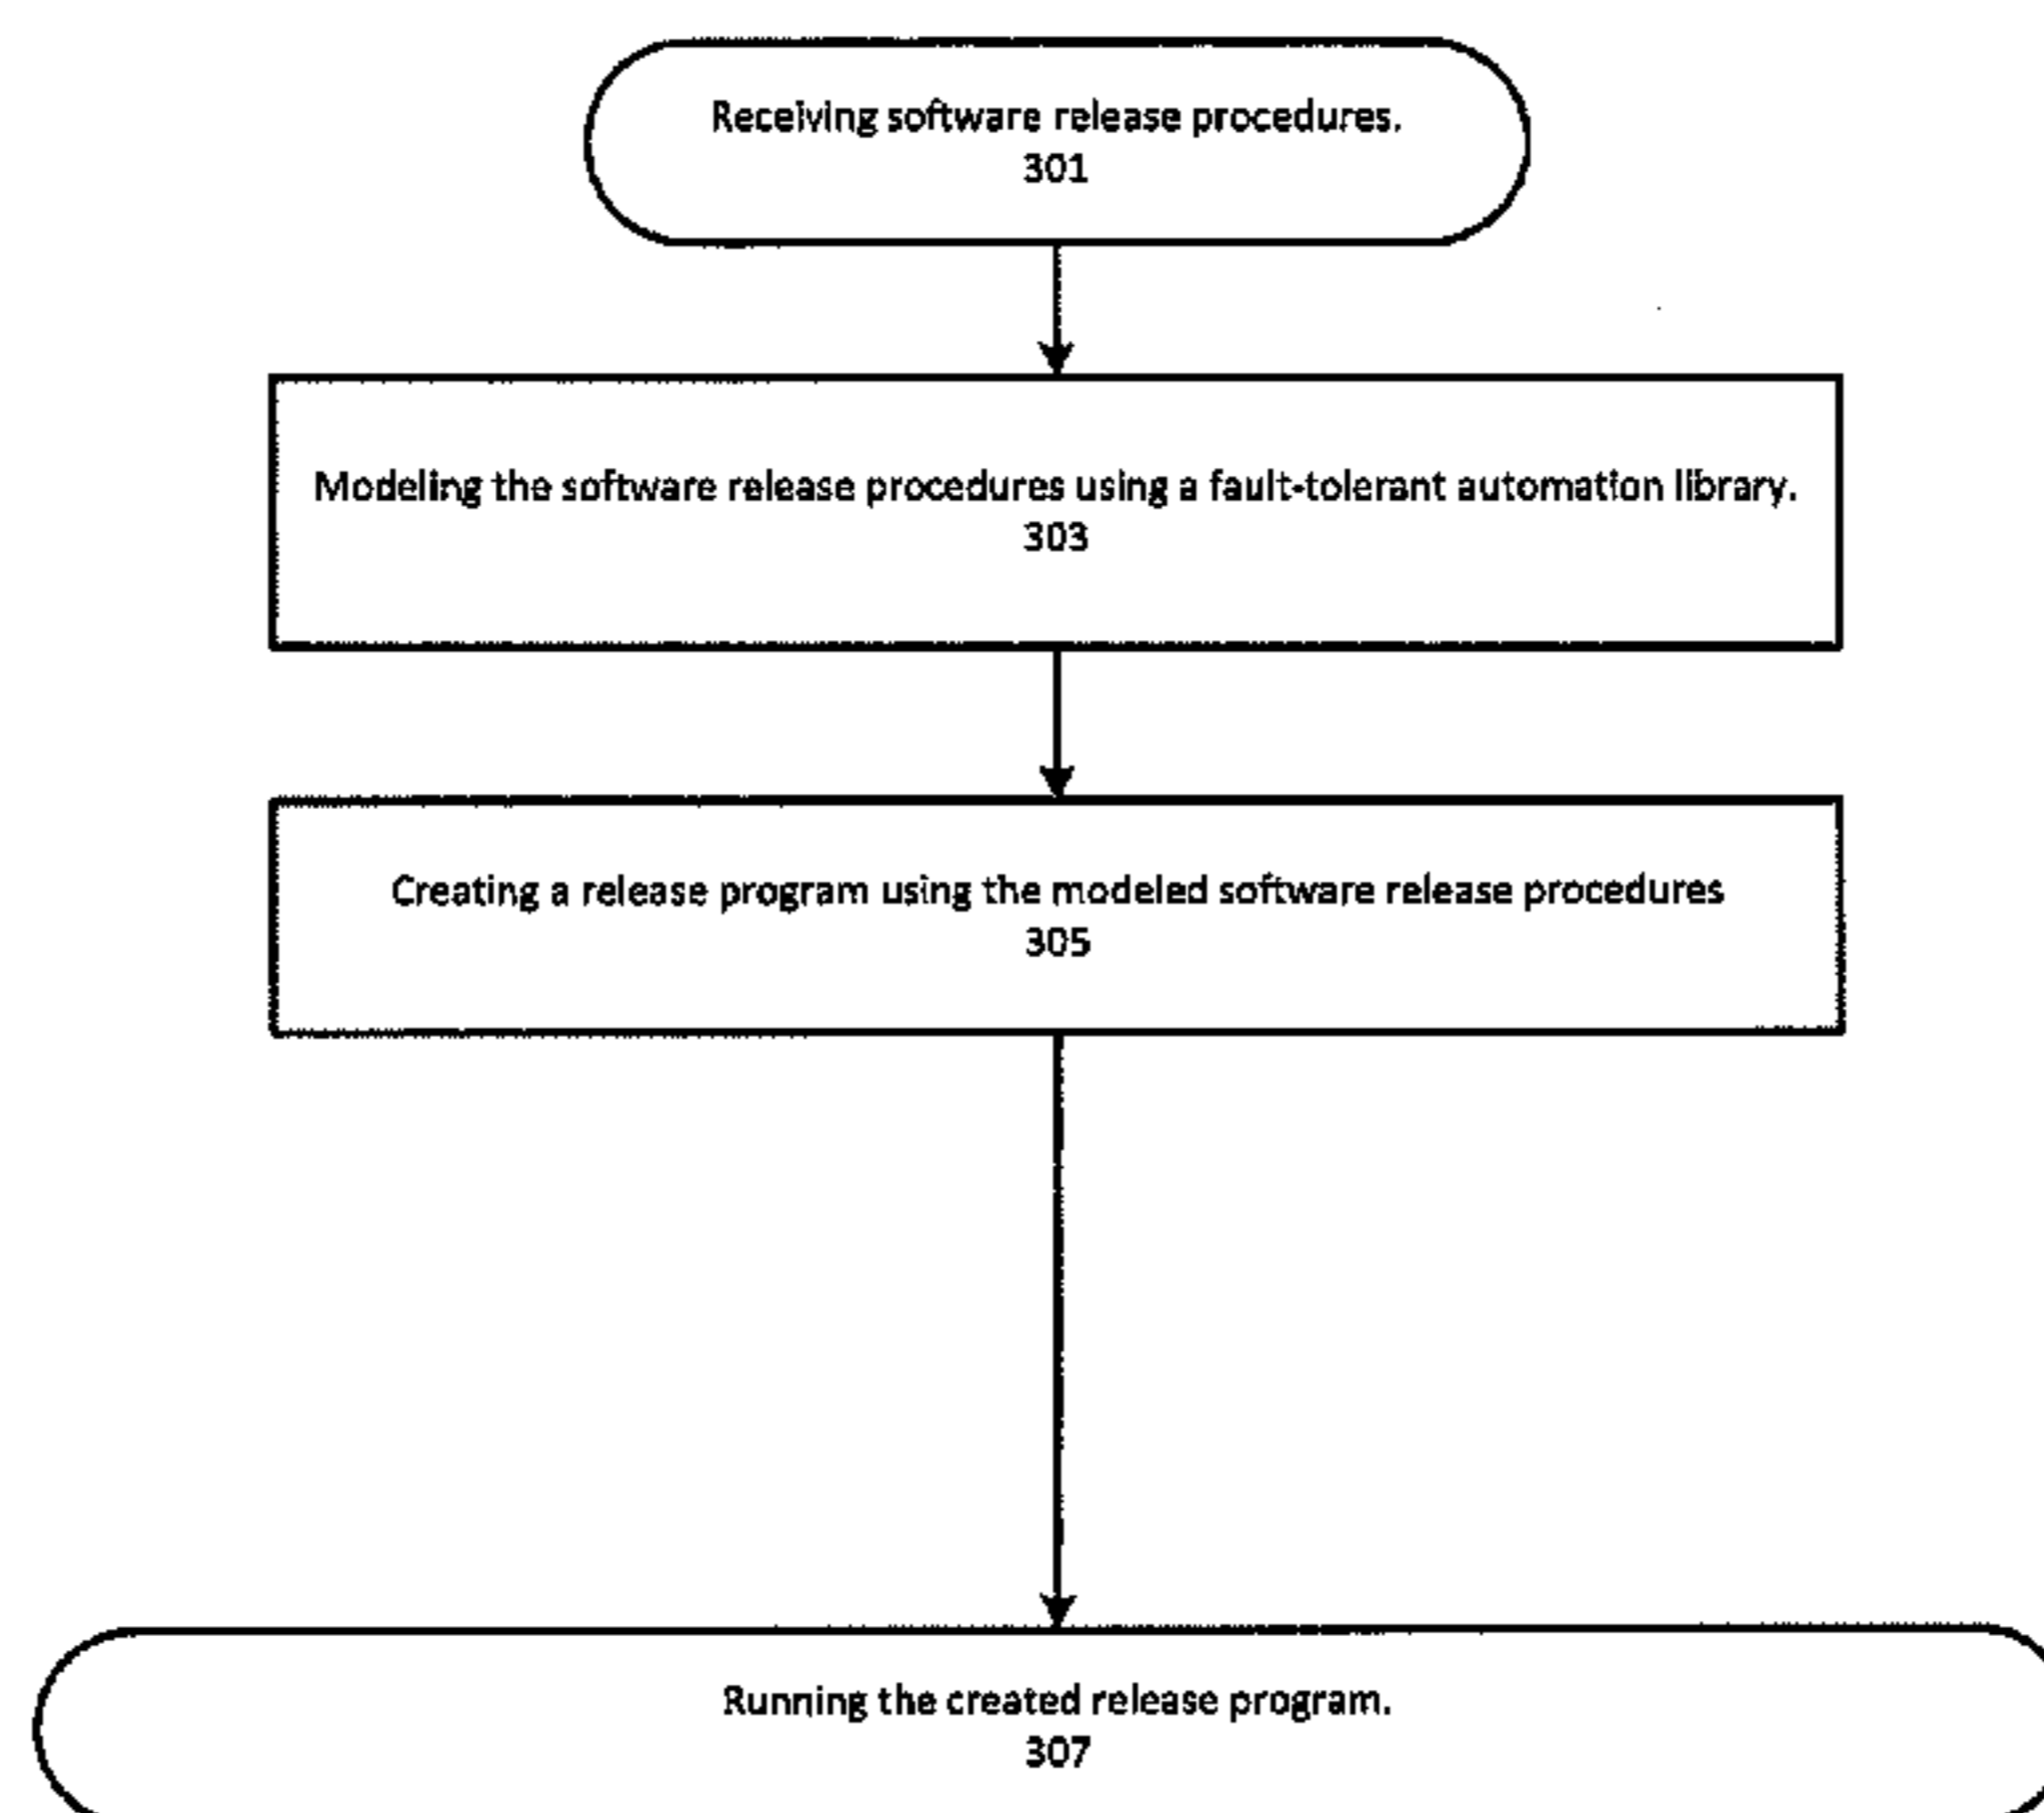 Receiving software release procedures.
301
Modeling the software release procedures using a fault-tolerant automation library.
303
Creating a release program using the modeled software release procedures
305
Running the created release program.
307